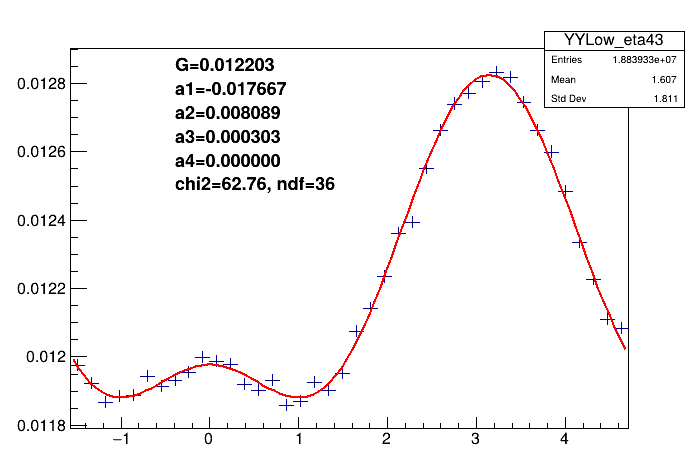 YYLow_eta43
Entries 1.883933e+07
Mean 1.607
Std Dev 1.811
G=0.012203
a1=-0.017667
a2=0.008089
a3=0.000303
a4=0.000000
chi2=62.76, ndf=36
0.0128
0.0126
0.0124
0.0122
0.012
0.0118
−1 0 1 2 3 4